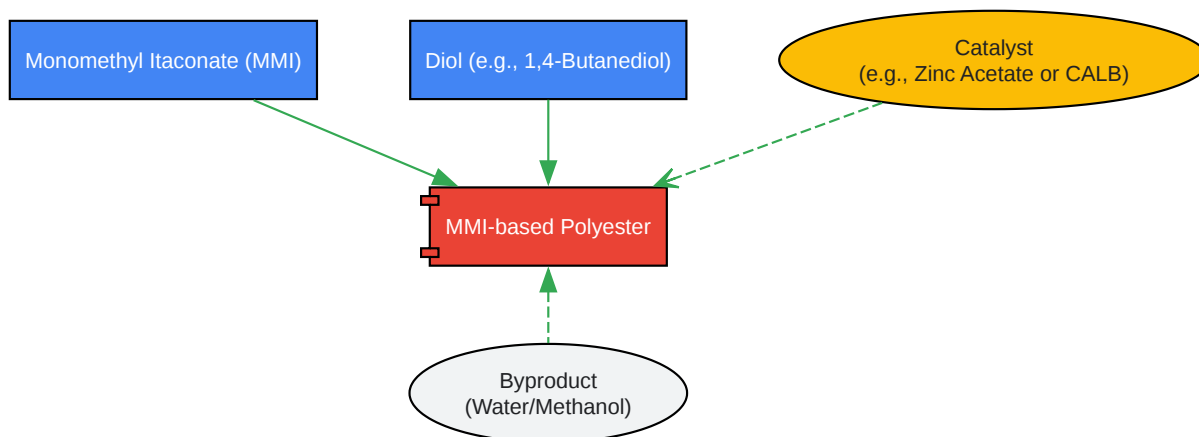 Monomethyl Itaconate (MMI)
Diol (e.g., 1,4-Butanediol)
Catalyst
(e.g., Zinc Acetate or CALB)
MMI-based Polyester
Byproduct
(Water/Methanol)